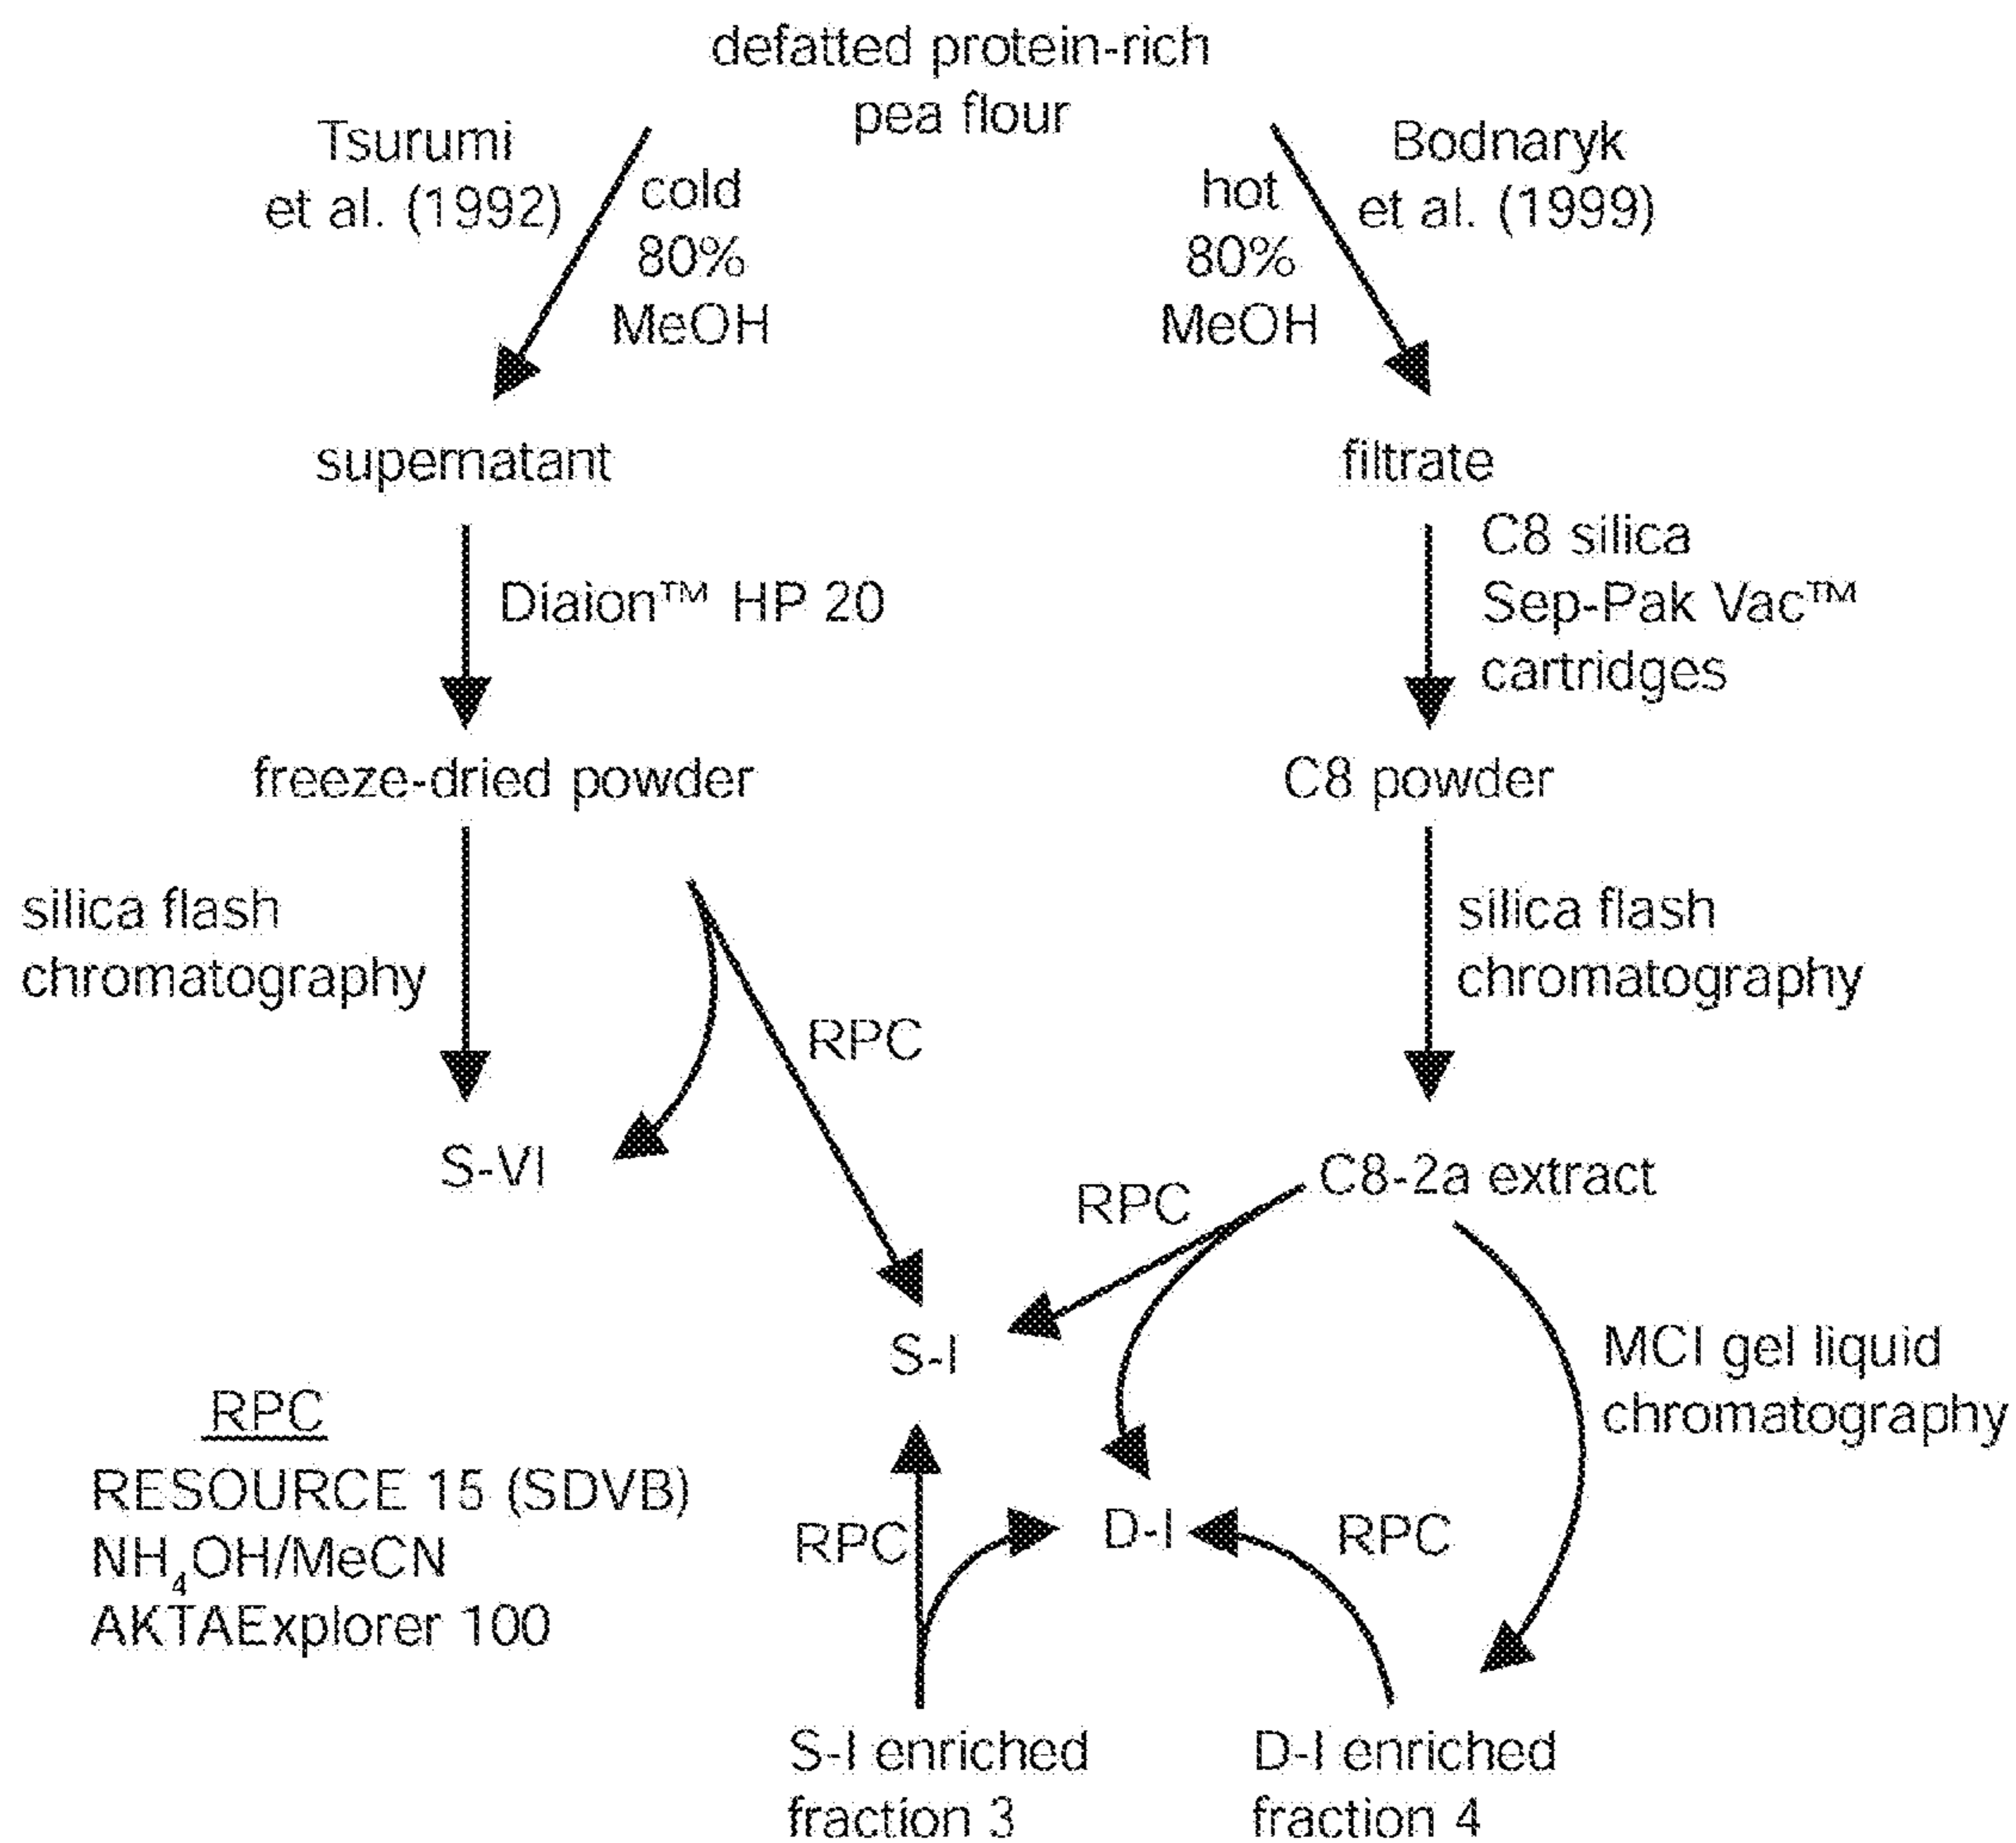 defatted protein-rich
pea flour
Tsurumi
et al. (1992)
cold
80%
MeOH
hot
80%
MeOH
Bodnaryk
et al. (1999)
supernatant
filtrate
Diaion™ HP 20
C8 silica
Sep-Pak Vac™
cartridges
freeze-dried powder
C8 powder
silica flash
chromatography
RPC
silica flash
chromatography
S-VI
RPC
C8-2a extract
S-I
MCI gel liquid
chromatography
RPC
RESOURCE 15 (SDVB)
NH₄OH/MeCN
AKTAExplorer 100
RPC
D-I
RPC
S-I enriched
fraction 3
D-I enriched
fraction 4